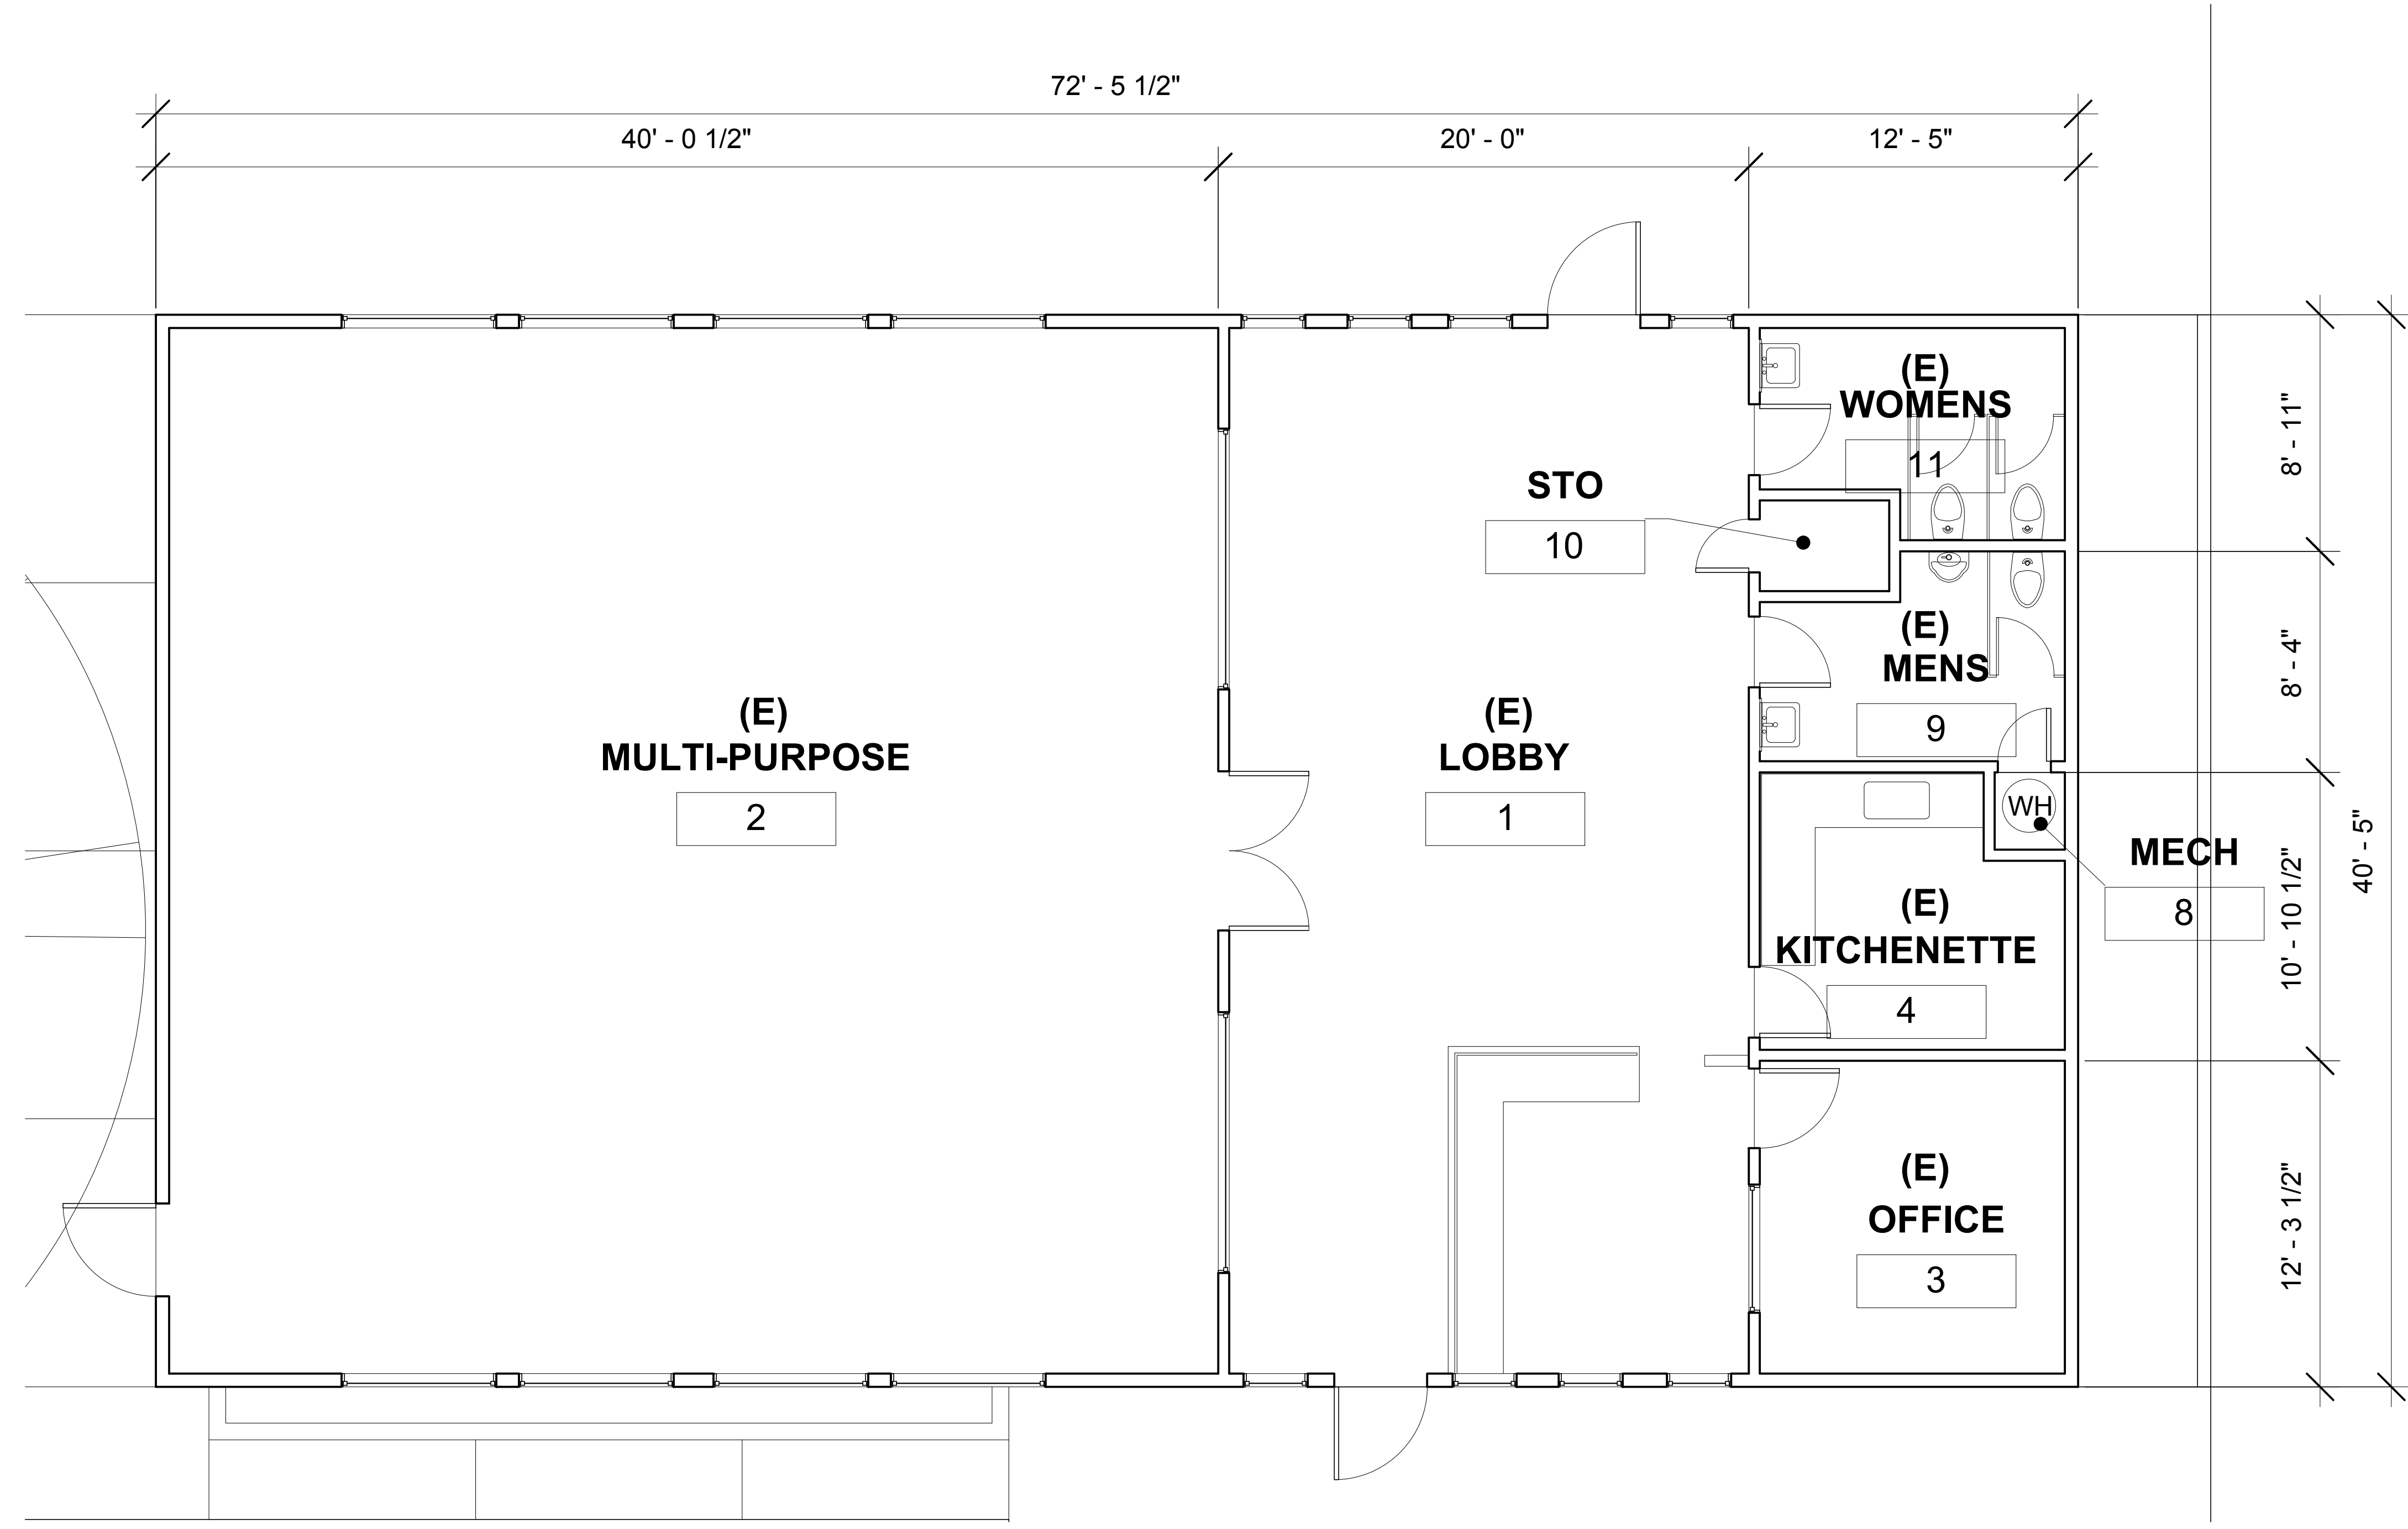 72' - 5 1/2"
40' - 0 1/2"
20' - 0"
12' - 5"
(E)
WOMENS
11
8' - 11"
STO
10
(E)
MENS
9
8' - 4"
(E)
MULTI-PURPOSE
2
(E)
LOBBY
1
WH
MECH
8
40' - 5"
10' - 10 1/2"
(E)
KITCHENETTE
4
(E)
OFFICE
3
12' - 3 1/2"